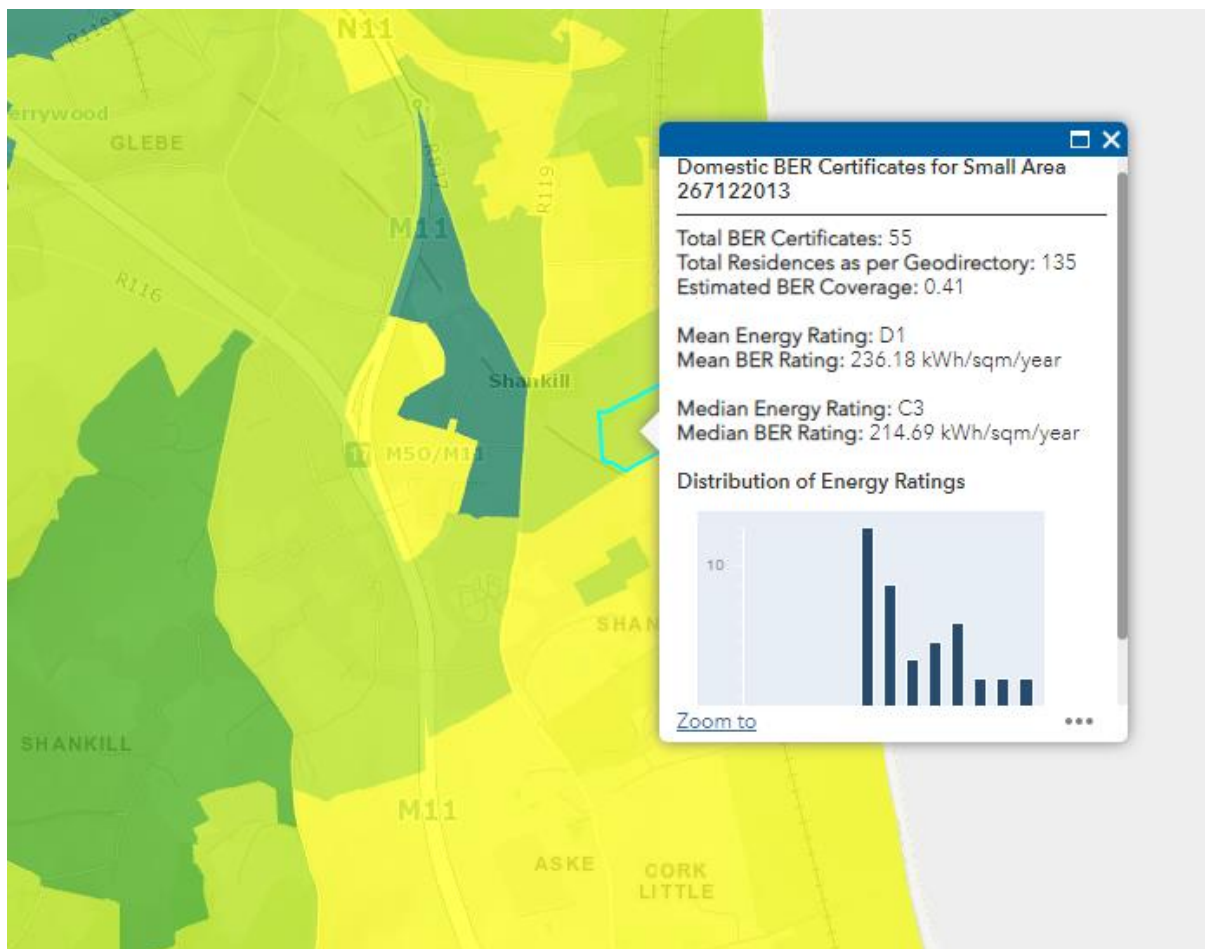 N11
R118
errywood
GLEBE
R837
R119
M11
R116
Shankill
17 M50/M11
SHAN
SHANKILL
M11
ASKE
CORK
LITTLE
Domestic BER Certificates for Small Area
267122013
Total BER Certificates: 55
Total Residences as per Geodirectory: 135
Estimated BER Coverage: 0.41
Mean Energy Rating: D1
Mean BER Rating: 236.18 kWh/sqm/year
Median Energy Rating: C3
Median BER Rating: 214.69 kWh/sqm/year
Distribution of Energy Ratings
10
Zoom to